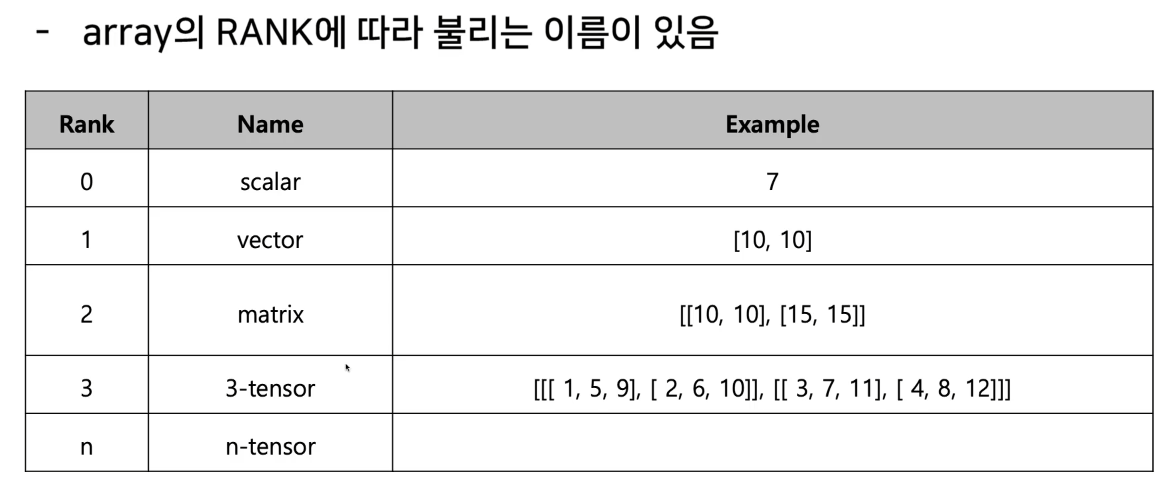 - array의 RANK에 따라 불리는 이름이 있음
Rank Name Example
0 scalar 7
1 vector [10, 10]
2 matrix [[10, 10], [15, 15]]
3 3-tensor [[[ 1, 5, 9], [ 2, 6, 10]], [[ 3, 7, 11], [ 4, 8, 12]]]
n n-tensor